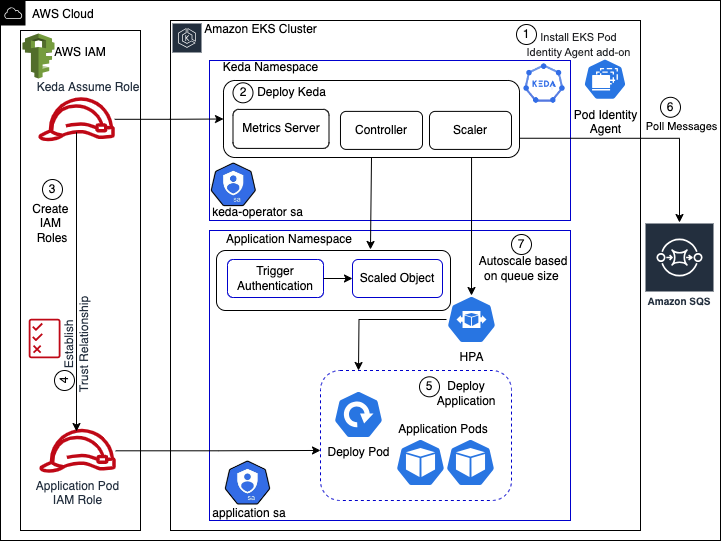 AWS Cloud
AWS IAM
Keda Assume Role
3
Create
IAM
Roles
Establish
Trust Relationship
4
Application Pod
IAM Role
Amazon EKS Cluster
1
Install EKS Pod
Identity Agent add-on
Keda Namespace
2
Deploy Keda
Metrics Server
Controller
Scaler
KEDA
Pod Identity
Agent
6
Poll Messages
sa
keda-operator sa
Application Namespace
Trigger
Authentication
Scaled Object
7
Autoscale based
on queue size
Amazon SQS
HPA
5
Deploy
Application
Deploy Pod
Application Pods
sa
application sa